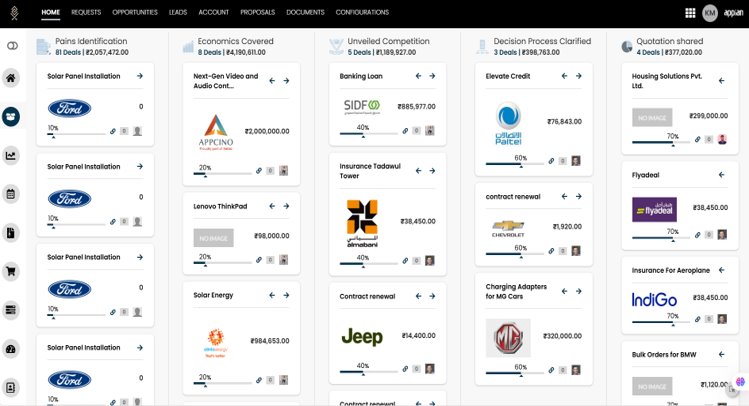 HOME REQUESTS OPPORTUNITIES LEADS ACCOUNT PROPOSALS DOCUMENTS CONFIGURATIONS KM appian
Pains Identification
81 Deals | ₹2,057,472.00
Solar Panel Installation
Ford
0
10%
0
Solar Panel Installation
Ford
0
10%
0
Solar Panel Installation
Ford
0
10%
0
Solar Panel Installation
Ford
0
Economics Covered
8 Deals | ₹4,190,611.00
Next-Gen Video and
Audio Cont...
APPCINO
₹2,000,000.00
20%
0
Lenovo ThinkPad
NO IMAGE
₹98,000.00
20%
0
Solar Energy
₹984,653.00
20%
0
Unveiled Competition
5 Deals | ₹1,189,927.00
Banking Loan
SIDF
₹885,977.00
40%
0
Insurance Tadawul
Tower
almabani
المباني
₹38,450.00
40%
0
Contract renewal
Jeep
₹14,400.00
40%
0
Contract renewal
Decision Process Clarified
3 Deals | ₹398,763.00
Elevate Credit
Paltel
₹76,843.00
60%
0
contract renewal
CHEVROLET
₹1,920.00
60%
0
Charging Adapters
for MG Cars
MG
₹320,000.00
60%
0
Quotation shared
4 Deals | ₹377,020.00
Housing Solutions Pvt.
Ltd.
NO IMAGE
₹299,000.00
70%
0
Flyadeal
flyadeal
₹38,450.00
70%
0
Insurance For Aeroplane
IndiGo
₹38,450.00
70%
0
Bulk Orders for BMW
NO IMAGE
₹1,120.00